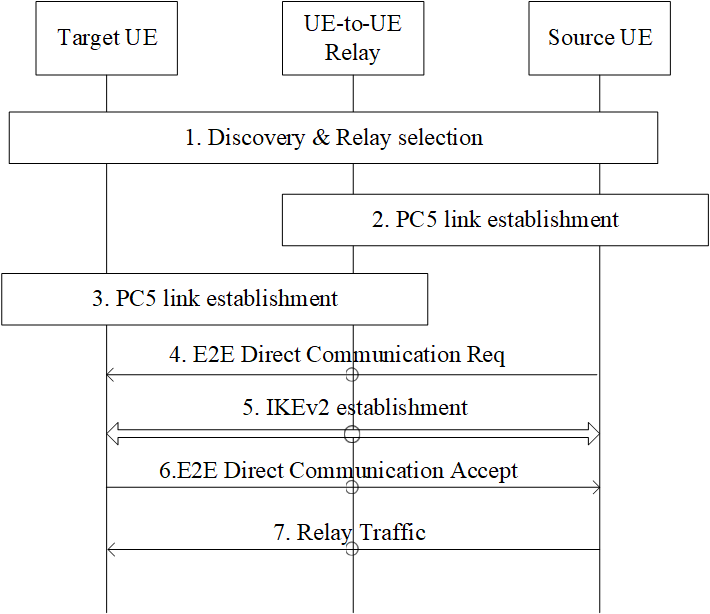 Target UE
UE-to-UE
Relay
Source UE
1. Discovery & Relay selection
2. PC5 link establishment
3. PC5 link establishment
4. E2E Direct Communication Req
5. IKEv2 establishment
6.E2E Direct Communication Accept
7. Relay Traffic